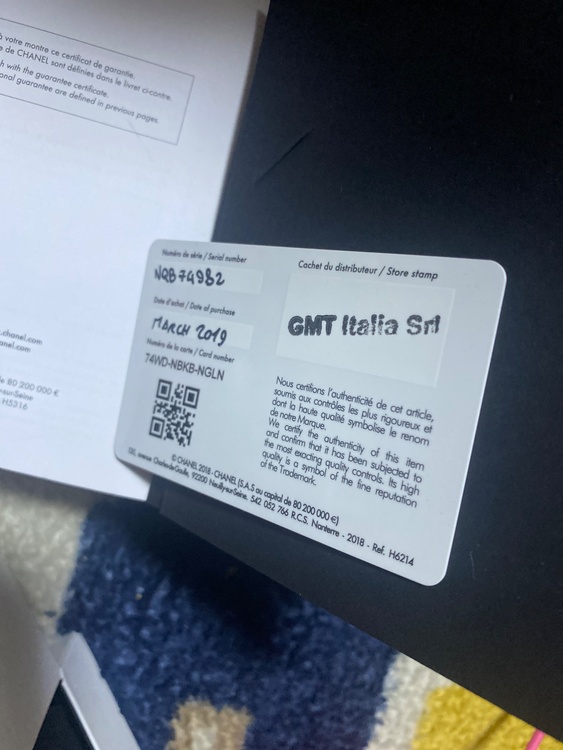 à votre montre ce certificat de garantie.
e de CHANEL sont définies dans le livret ci-contre.
h with the guarantee certificate.
onal guarantee are defined in previous pages.
.chanel.com
anel.com
de 80 200 000 €
sur-Seine
H5316
Numéro de série / Serial number
NQB74982
Date d'achat / Date of purchase
MARCH 2019
Numéro de la carte / Card number
74WD-NBKB-NGLN
Cachet du distributeur / Store stamp
GMT Italia Srl
Nous certifions l'authenticité de cet article,
soumis aux contrôles les plus rigoureux et
dont la haute qualité symbolise le renom
de notre Marque.
We certify the authenticity of this item
and confirm that it has been subjected to
the most exacting quality controls. Its high
quality is a symbol of the fine reputation
of the Trademark.
© CHANEL 2018 - CHANEL (S.A.S au capital de 80 200 000 €)
135, avenue Charles de Gaulle, 92200 Neuilly-sur-Seine. 542 052 766 R.C.S. Nanterre - 2018 - Ref. H6214